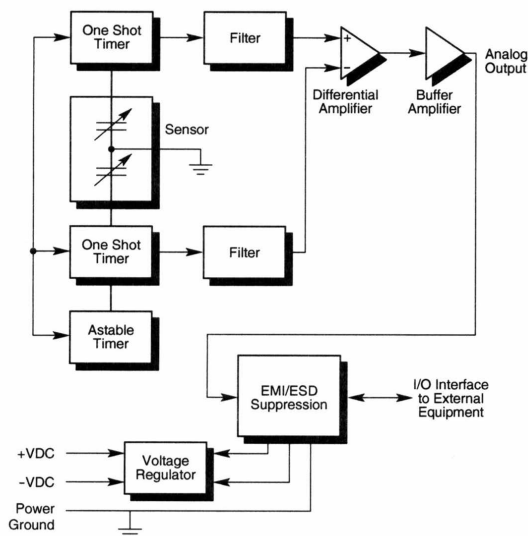 One Shot
Timer
Filter
+
−
Differential
Amplifier
Buffer
Amplifier
Analog
Output
Sensor
One Shot
Timer
Filter
Astable
Timer
EMI/ESD
Suppression
I/O Interface
to External
Equipment
+VDC
−VDC
Voltage
Regulator
Power
Ground